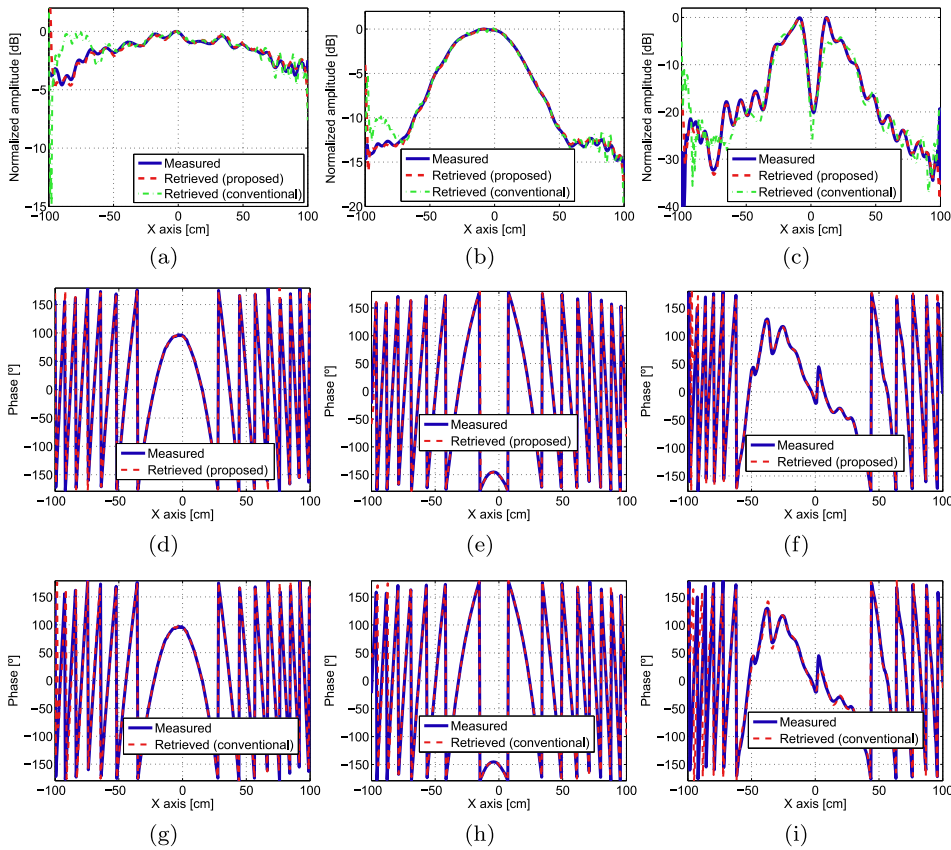 Normalized amplitude [dB]
0
−5
−10
−15
−100
−50
0
50
100
X axis [cm]
Measured
Retrieved (proposed)
Retrieved (conventional)
(a)
Normalized amplitude [dB]
0
−5
−10
−15
−100
−50
0
50
100
X axis [cm]
Measured
Retrieved (proposed)
Retrieved (conventional)
(b)
Normalized amplitude [dB]
0
−10
−20
−30
−40
−100
−50
0
50
100
X axis [cm]
Measured
Retrieved (proposed)
Retrieved (conventional)
(c)
Phase [º]
150
100
50
0
−50
−100
−150
−100
−50
0
50
100
X axis [cm]
Measured
Retrieved (proposed)
(d)
Phase [º]
150
100
50
0
−50
−100
−150
−100
−50
0
50
100
X axis [cm]
Measured
Retrieved (proposed)
(e)
Phase [º]
150
100
50
0
−50
−100
−150
−100
−50
0
50
100
X axis [cm]
Measured
Retrieved (proposed)
(f)
Phase [º]
150
100
50
0
−50
−100
−150
−100
−50
0
50
100
X axis [cm]
Measured
Retrieved (conventional)
(g)
Phase [º]
150
100
50
0
−50
−100
−150
−100
−50
0
50
100
X axis [cm]
Measured
Retrieved (conventional)
(h)
Phase [º]
150
100
50
0
−50
−100
−150
−100
−50
0
50
100
X axis [cm]
Measured
Retrieved (conventional)
(i)